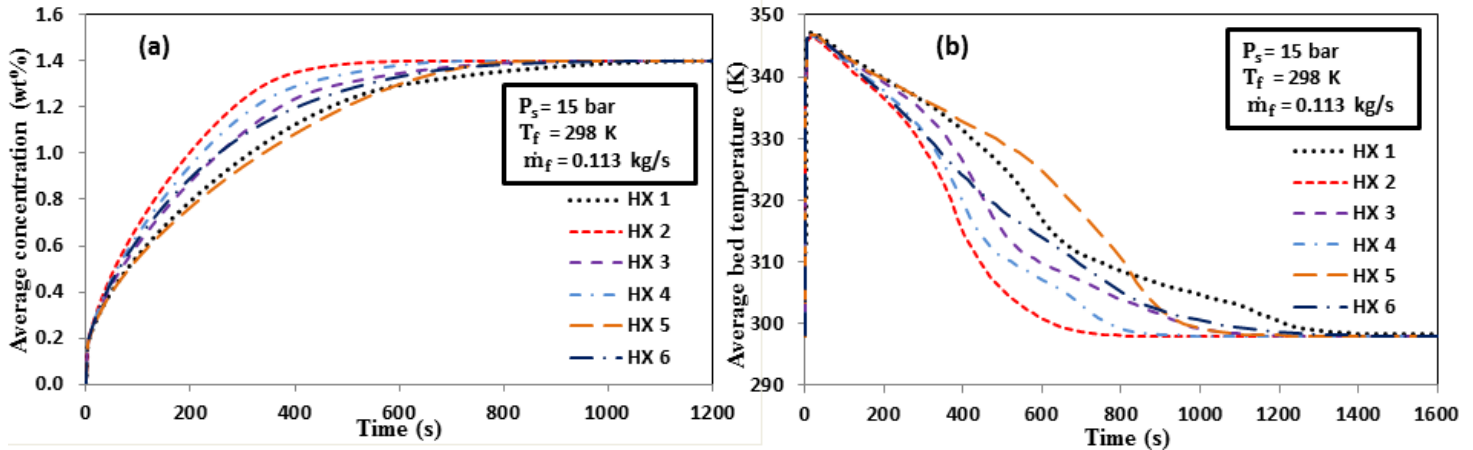 (a)
Average concentration (wt%)
1.6
1.4
1.2
1.0
0.8
0.6
0.4
0.2
0.0
Pₛ= 15 bar
T_f = 298 K
ṁ_f = 0.113 kg/s
HX 1
HX 2
HX 3
HX 4
HX 5
HX 6
0 200 400 600 800 1000 1200
Time (s)
(b)
Average bed temperature (K)
350
340
330
320
310
300
290
Pₛ= 15 bar
T_f = 298 K
ṁ_f = 0.113 kg/s
HX 1
HX 2
HX 3
HX 4
HX 5
HX 6
0 200 400 600 800 1000 1200 1400 1600
Time (s)